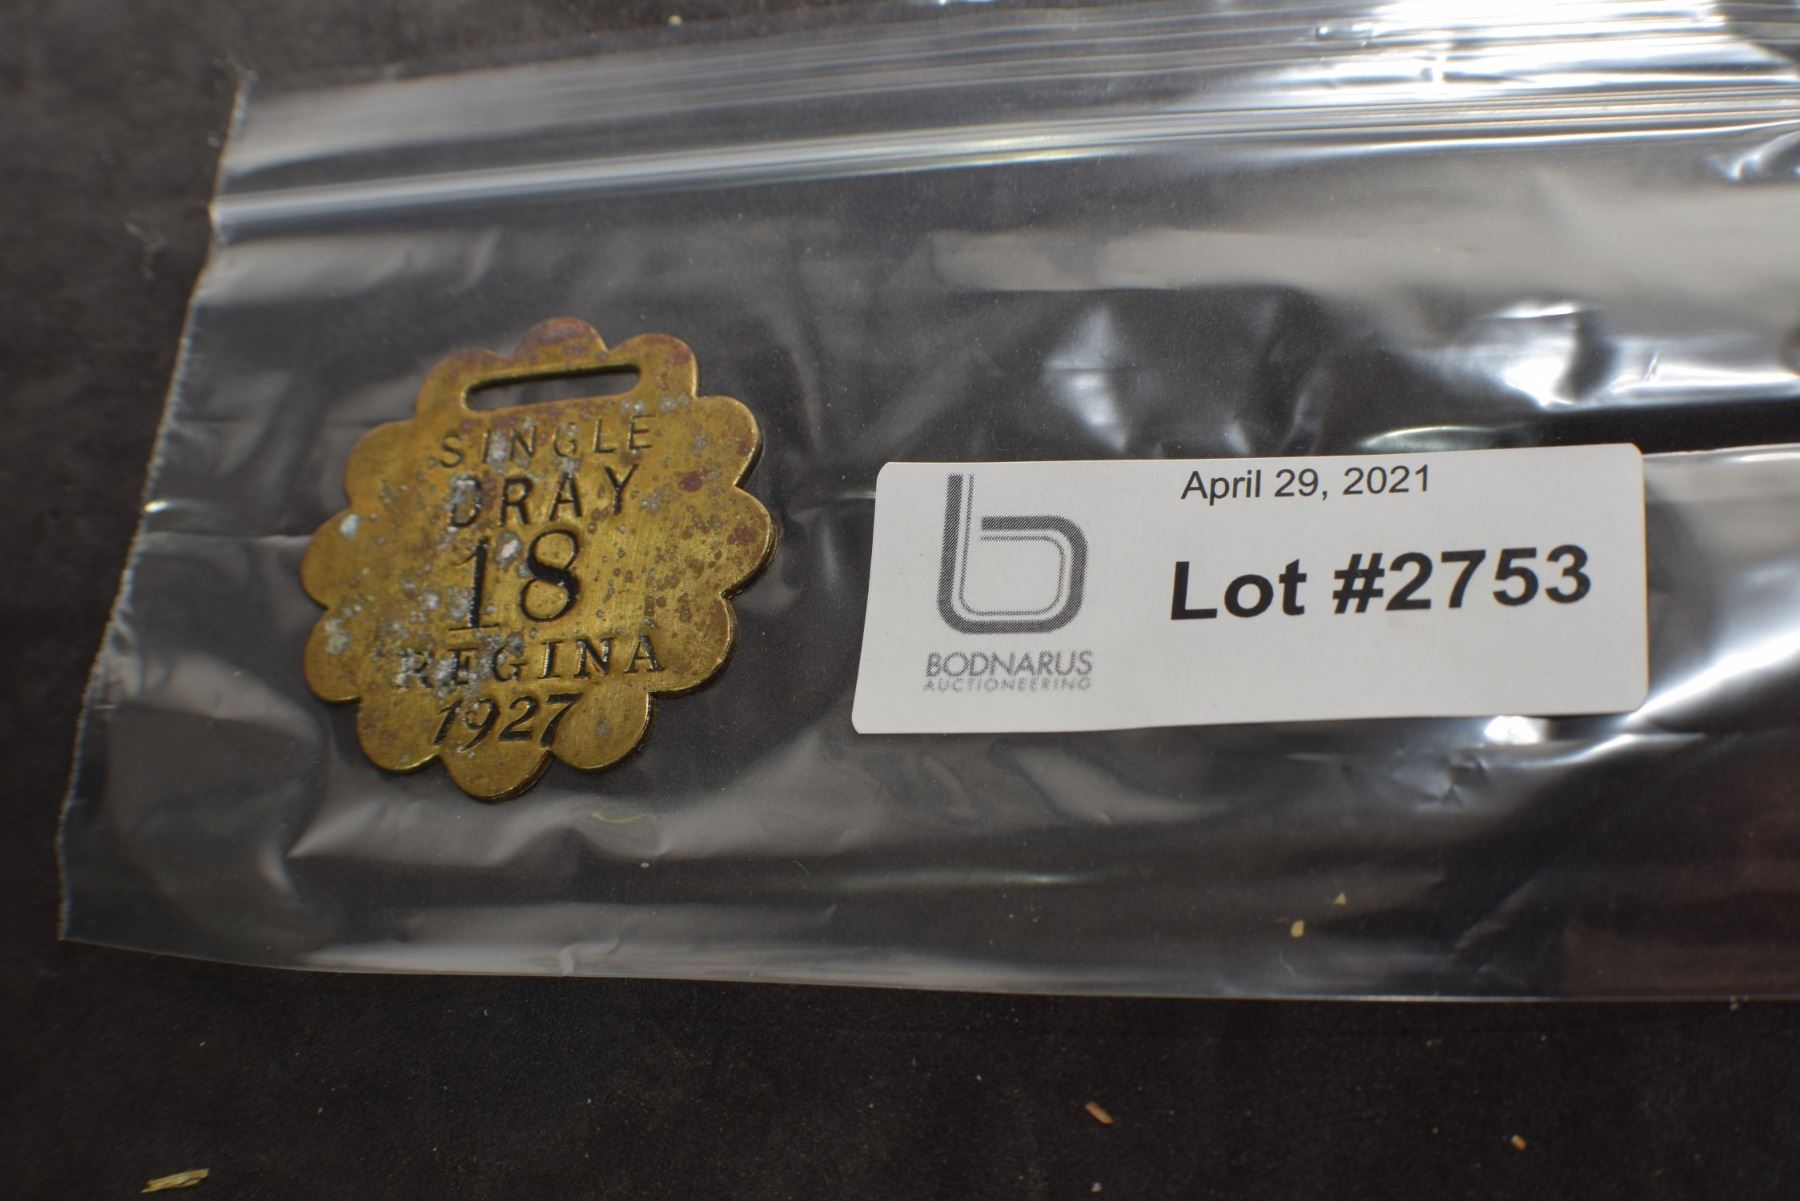 SINGLE
DRAY
18
REGINA
1927
April 29, 2021
Lot #2753
BODNARUS
AUCTIONEERING